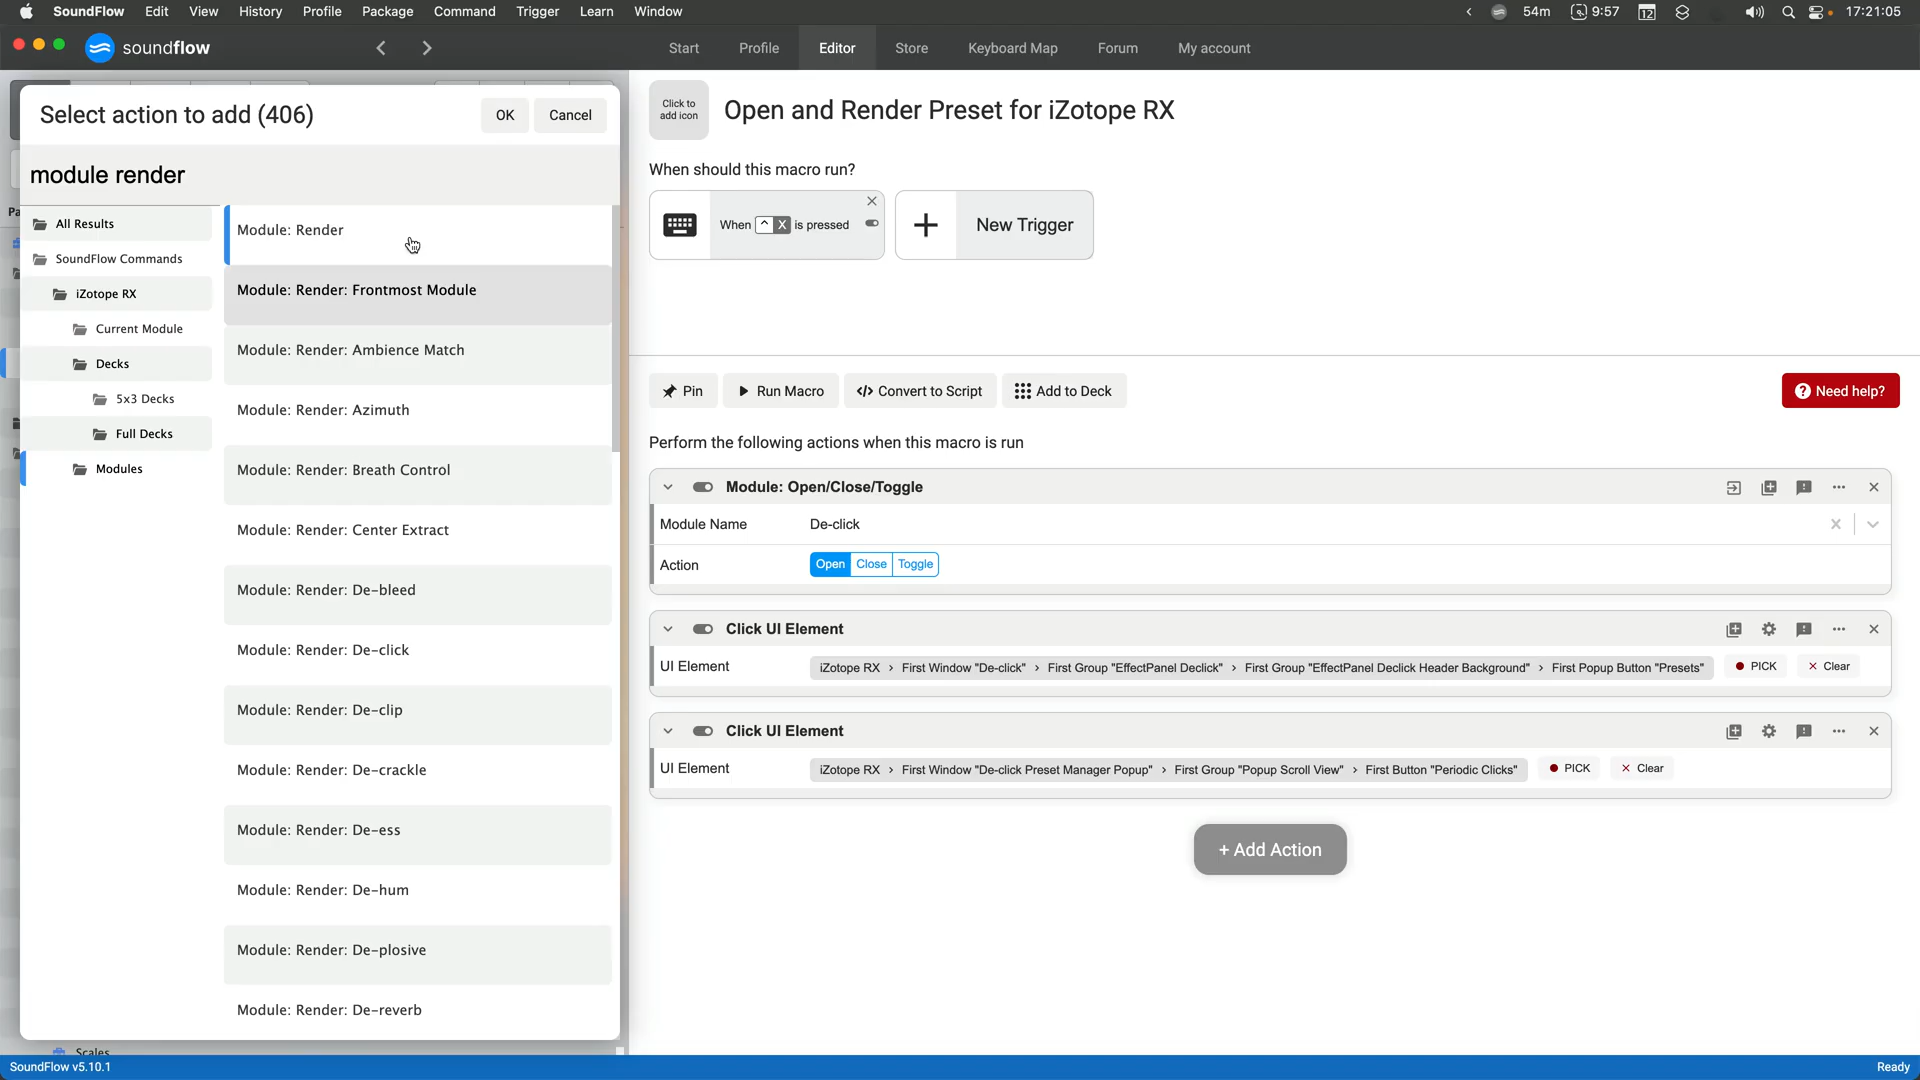 SoundFlow Edit View History Profile Package Command Trigger Learn Window 54m 9:57 12 17:21:05
soundflow Start Profile Editor Store Keyboard Map Forum My account
Select action to add (406) OK Cancel
module render
All Results
SoundFlow Commands
iZotope RX
Current Module
Decks
5x3 Decks
Full Decks
Modules
Module: Render
Module: Render: Frontmost Module
Module: Render: Ambience Match
Module: Render: Azimuth
Module: Render: Breath Control
Module: Render: Center Extract
Module: Render: De-bleed
Module: Render: De-click
Module: Render: De-clip
Module: Render: De-crackle
Module: Render: De-ess
Module: Render: De-hum
Module: Render: De-plosive
Module: Render: De-reverb
Pa
Scales
Click to
add icon
Open and Render Preset for iZotope RX
When should this macro run?
When ^ X is pressed
New Trigger
Pin Run Macro </> Convert to Script Add to Deck Need help?
Perform the following actions when this macro is run
Module: Open/Close/Toggle
Module Name De-click
Action Open Close Toggle
Click UI Element
UI Element iZotope RX > First Window "De-click" > First Group "EffectPanel Declick" > First Group "EffectPanel Declick Header Background" > First Popup Button "Presets" PICK Clear
Click UI Element
UI Element iZotope RX > First Window "De-click Preset Manager Popup" > First Group "Popup Scroll View" > First Button "Periodic Clicks" PICK Clear
+ Add Action
SoundFlow v5.10.1 Ready